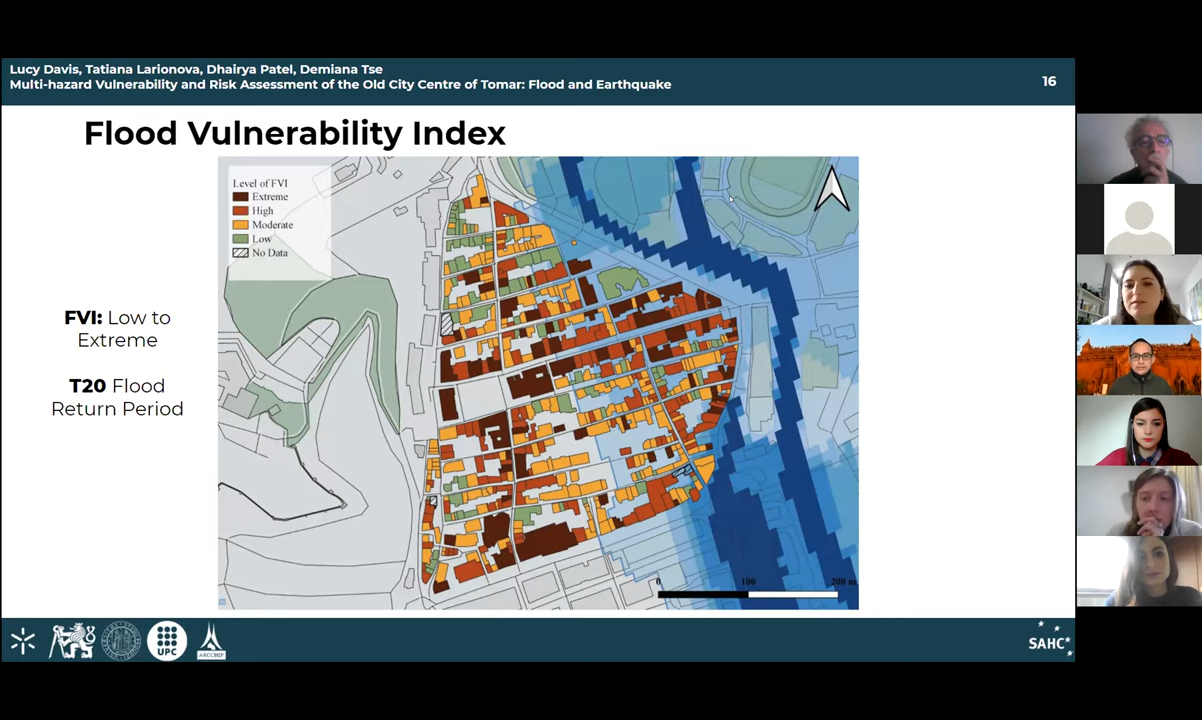 Lucy Davis, Tatiana Larionova, Dhairya Patel, Demiana Tse
Multi-hazard Vulnerability and Risk Assessment of the Old City Centre of Tomar: Flood and Earthquake
16
Flood Vulnerability Index
Level of FVI
Extreme
High
Moderate
Low
No Data
FVI: Low to
Extreme
T20 Flood
Return Period
0 100 200 m
UPC
ARCCHIP
SAHC